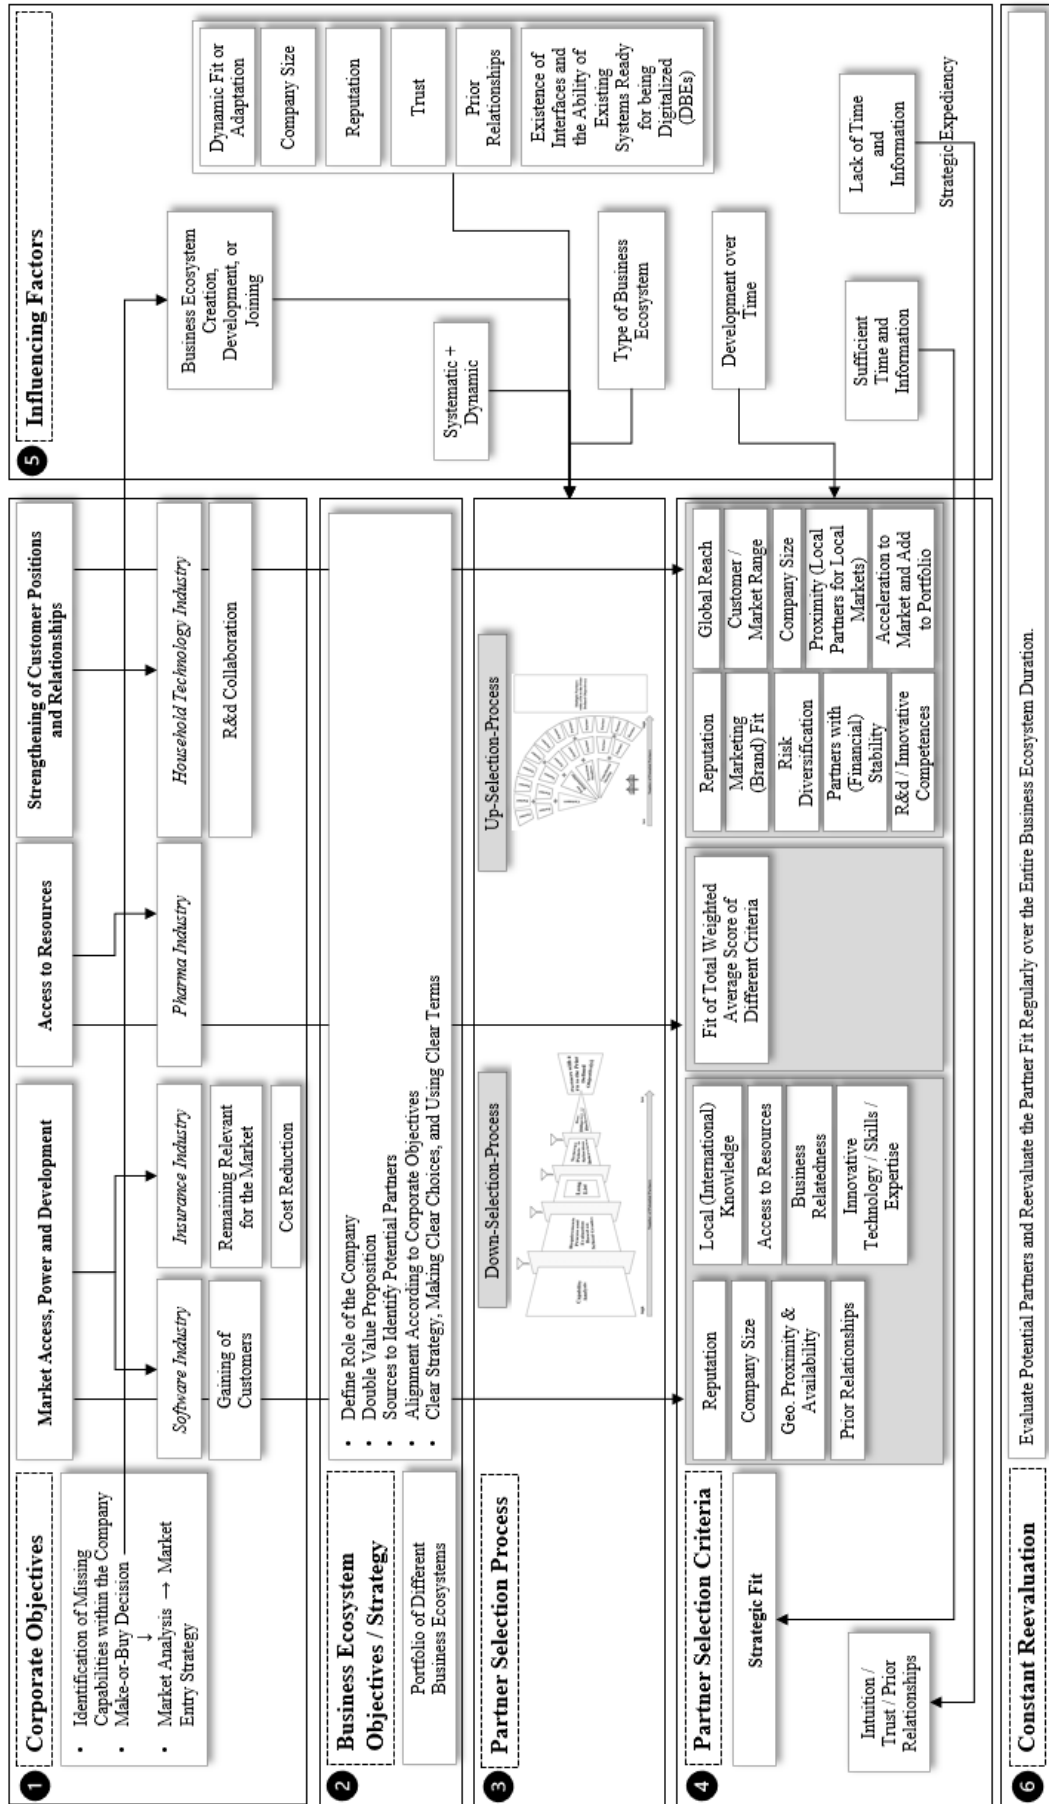 1
Corporate Objectives
• Identification of Missing
Capabilities within the Company
• Make-or-Buy Decision
↓
• Market Analysis → Market
Entry Strategy
Market Access, Power and Development
Software Industry
Gaining of
Customers
Insurance Industry
Remaining Relevant
for the Market
Cost Reduction
Access to Resources
Pharma Industry
Strengthening of Customer Positions
and Relationships
Household Technology Industry
R&d Collaboration
2
Business Ecosystem
Objectives / Strategy
Portfolio of Different
Business Ecosystems
• Define Role of the Company
• Double Value Proposition
• Sources to Identify Potential Partners
• Alignment According to Corporate Objectives
• Clear Strategy, Making Clear Choices, and Using Clear Terms
3
Partner Selection Process
Down-Selection-Process
Up-Selection-Process
4
Partner Selection Criteria
Strategic Fit
Intuition /
Trust / Prior
Relationships
Reputation
Company Size
Geo. Proximity &
Availability
Prior Relationships
Local (International)
Knowledge
Access to Resources
Business
Relatedness
Innovative
Technology / Skills /
Expertise
Fit of Total Weighted
Average Score of
Different Criteria
Reputation
Marketing
(Brand) Fit
Risk
Diversification
Partners with
(Financial)
Stability
R&d / Innovative
Competences
Global Reach
Customer /
Market Range
Company Size
Proximity (Local
Partners for Local
Markets)
Acceleration to
Market and Add
to Portfolio
5
Influencing Factors
Business Ecosystem
Creation,
Development, or
Joining
Systematic +
Dynamic
Dynamic Fit or
Adaptation
Company Size
Reputation
Trust
Prior
Relationships
Existence of
Interfaces and
the Ability of
Existing
Systems Ready
for being
Digitalized
(DBEs)
Type of Business
Ecosystem
Development over
Time
Sufficient
Time and
Information
Lack of Time
and
Information
Strategic Expediency
6
Constant Reevaluation
Evaluate Potential Partners and Reevaluate the Partner Fit Regularly over the Entire Business Ecosystem Duration.